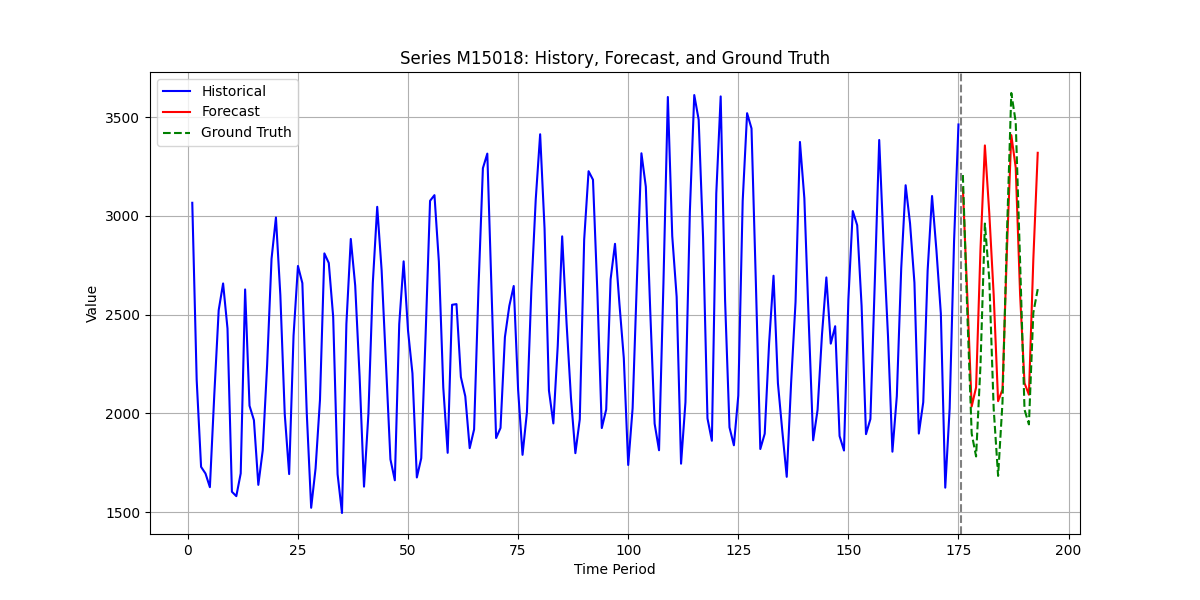 Series M15018: History, Forecast, and Ground Truth
Historical
Forecast
Ground Truth
3500
3000
2500
2000
1500
Value
0 25 50 75 100 125 150 175 200
Time Period